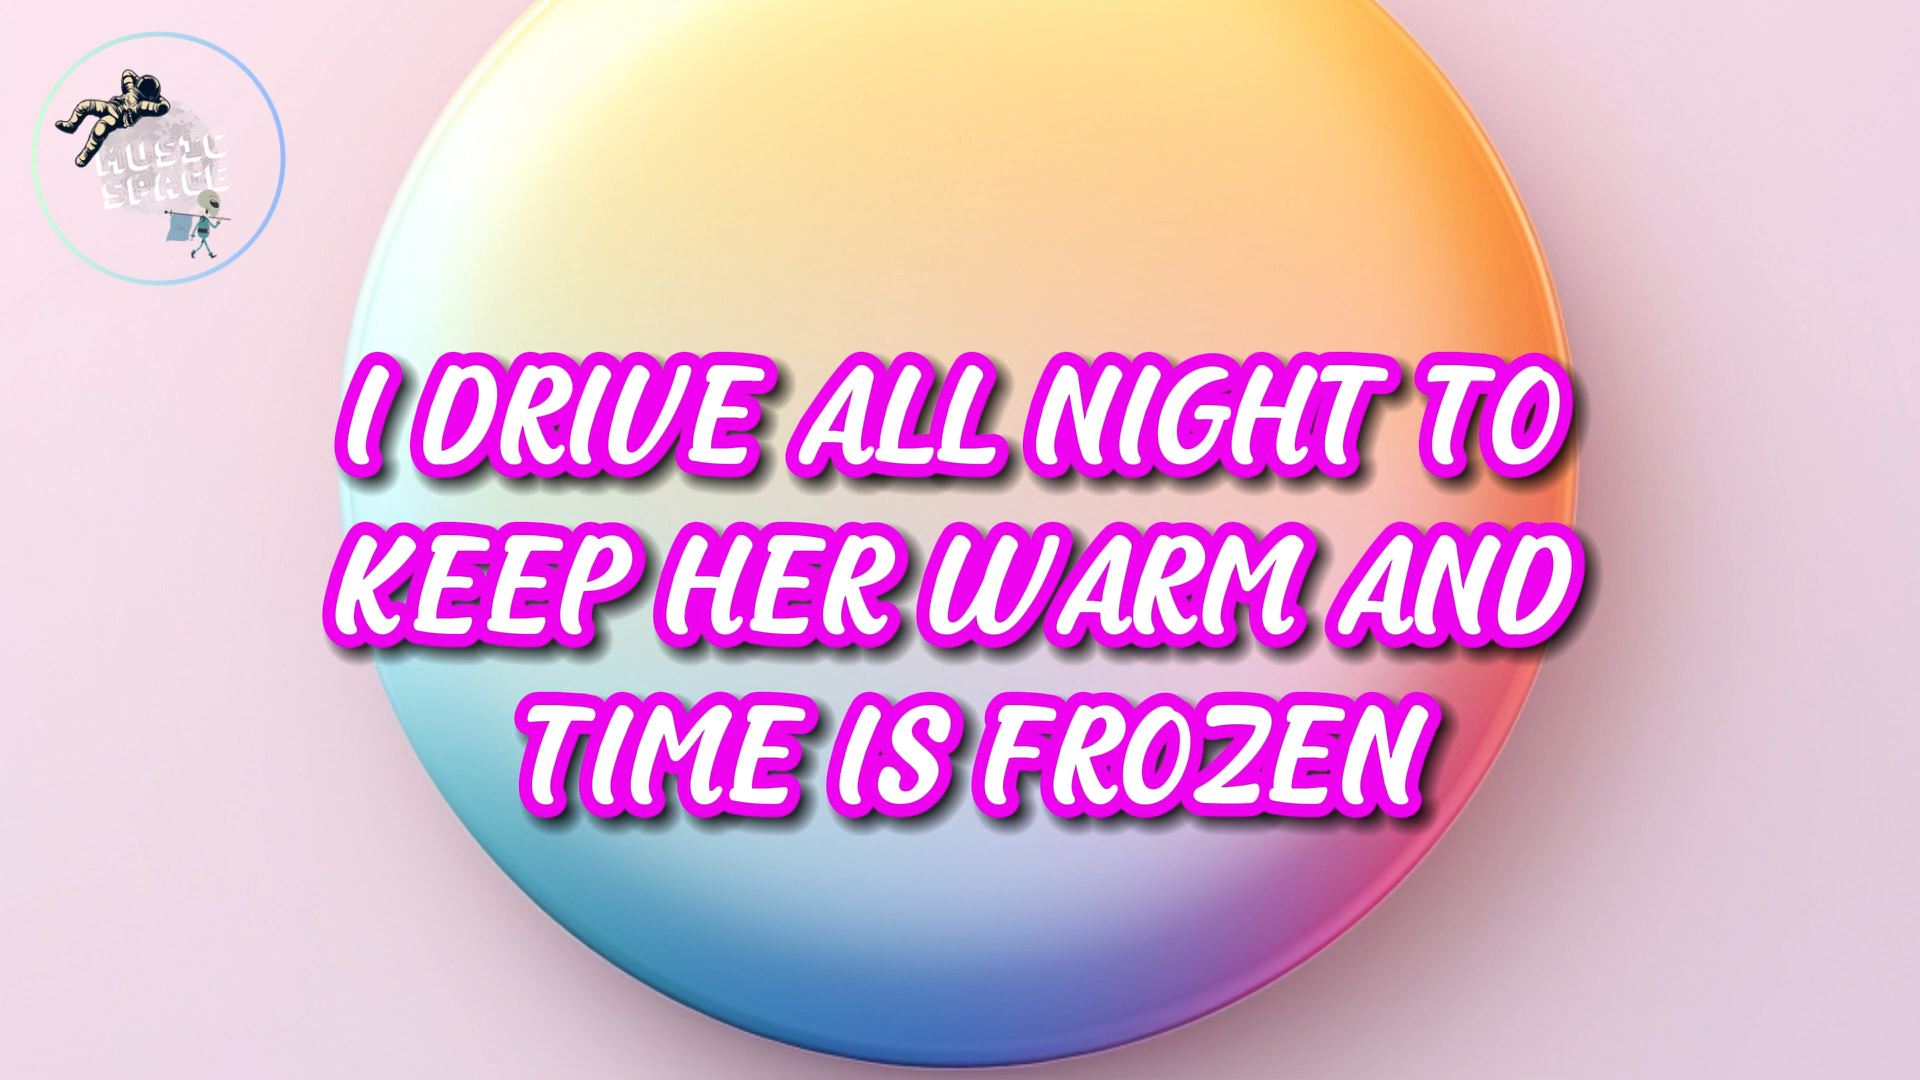 MUSIC
SPACE
I DRIVE ALL NIGHT TO
KEEP HER WARM AND
TIME IS FROZEN